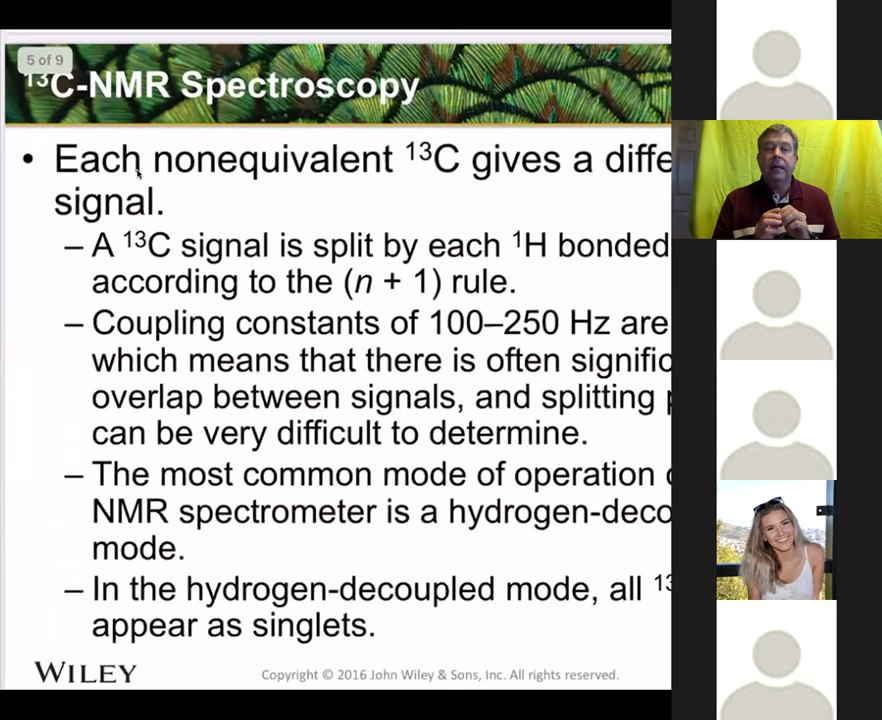 5 of 9
¹³C-NMR Spectroscopy
• Each nonequivalent ¹³C gives a diffe
signal.
– A ¹³C signal is split by each ¹H bonded
according to the (n + 1) rule.
– Coupling constants of 100–250 Hz are
which means that there is often signific
overlap between signals, and splitting
can be very difficult to determine.
– The most common mode of operation
NMR spectrometer is a hydrogen-deco
mode.
– In the hydrogen-decoupled mode, all ¹³
appear as singlets.
WILEY
Copyright © 2016 John Wiley & Sons, Inc. All rights reserved.